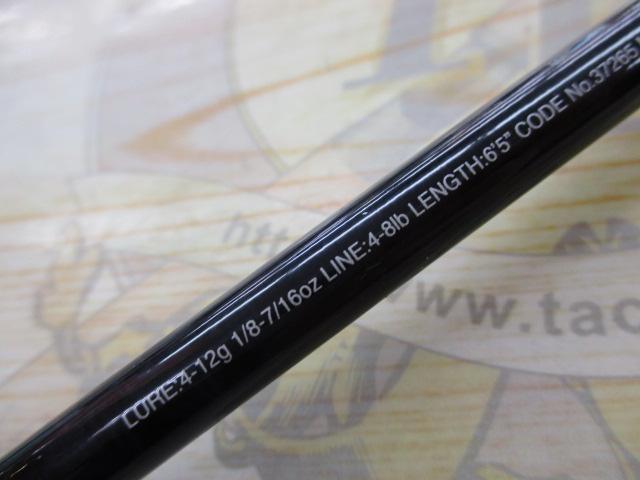 LURE:4-12g 1/8-7/16oz LINE:4-8lb LENGTH:6'5" CODE No.37265
www.tac